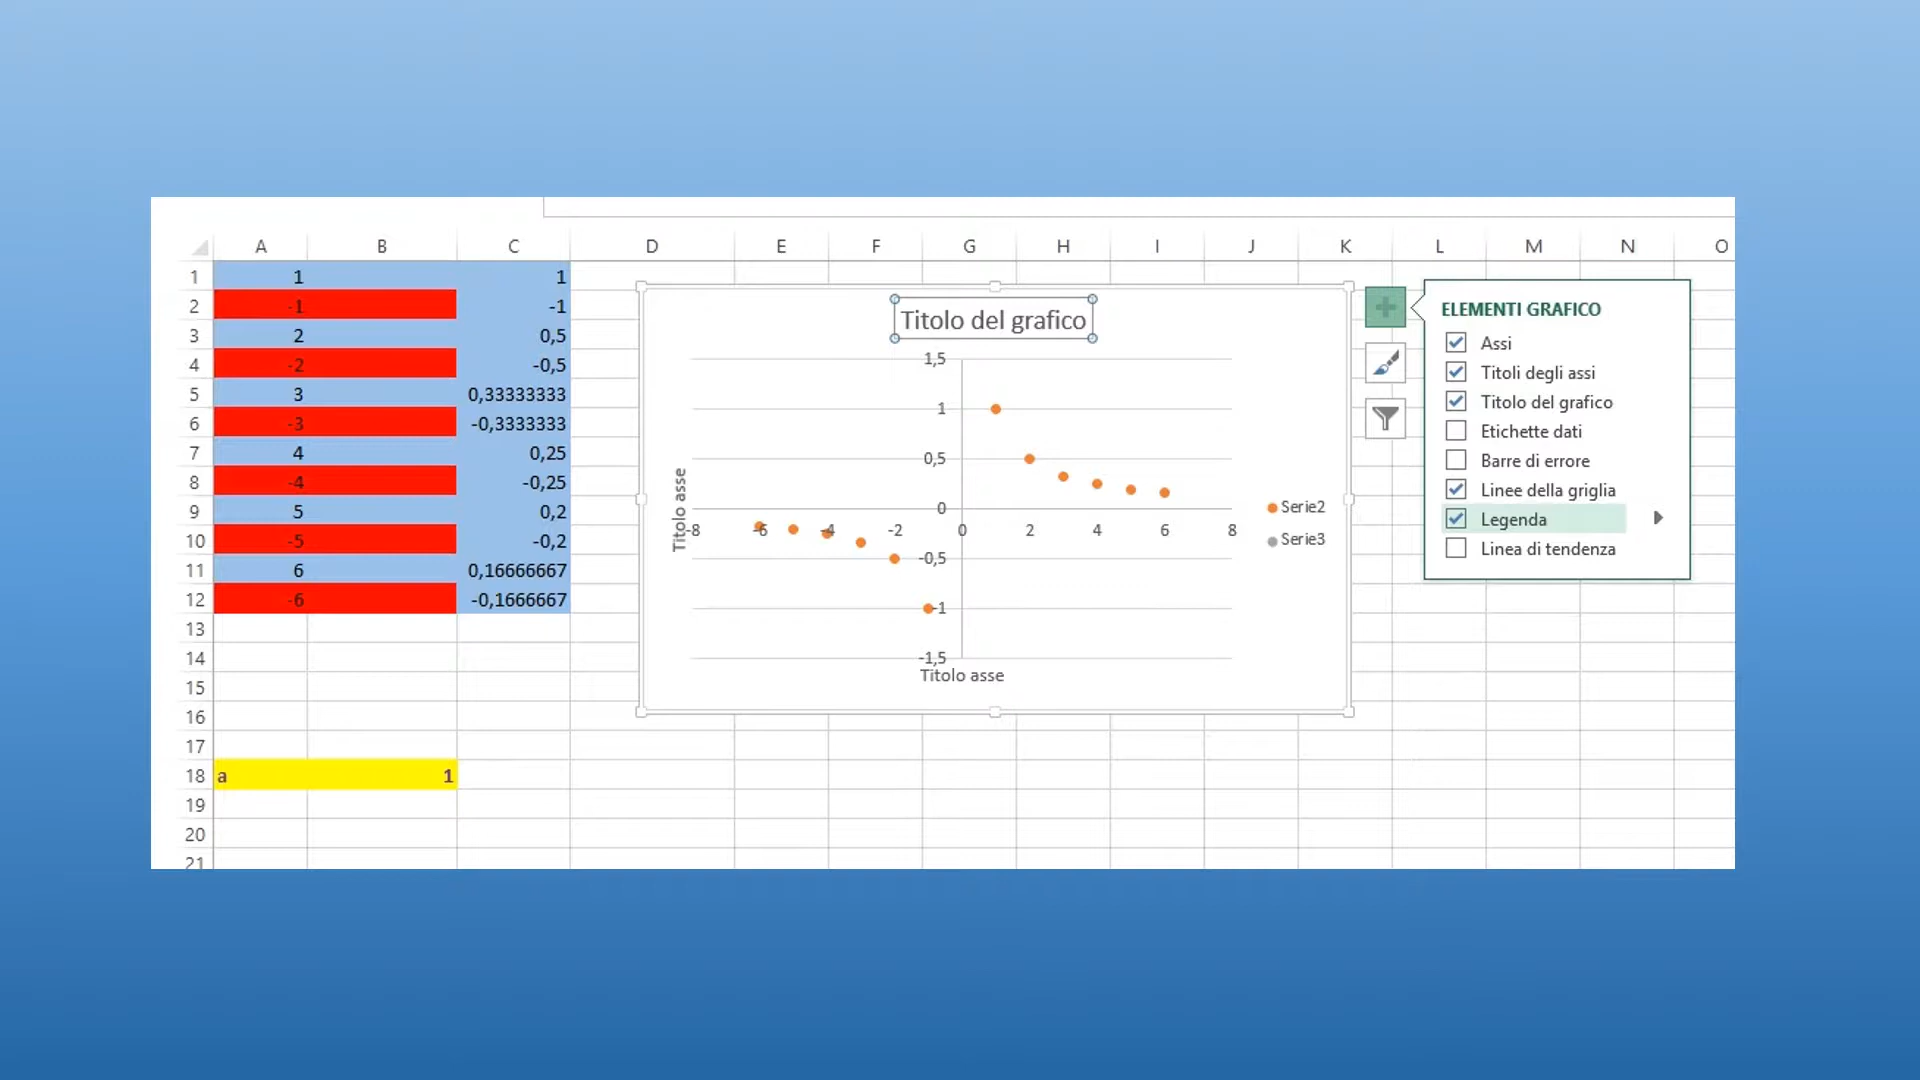 A B C D E F G H I J K L M N O
1 1 1
2 -1 -1
3 2 0,5
4 -2 -0,5
5 3 0,33333333
6 -3 -0,3333333
7 4 0,25
8 -4 -0,25
9 5 0,2
10 -5 -0,2
11 6 0,16666667
12 -6 -0,1666667
13
14
15
16
17
18 a 1
19
20
21
Titolo del grafico
1,5
1
0,5
0
-0,5
-1
-1,5
-8 -6 -4 -2 0 2 4 6 8
Titolo asse
Titolo asse
Serie2
Serie3
ELEMENTI GRAFICO
Assi
Titoli degli assi
Titolo del grafico
Etichette dati
Barre di errore
Linee della griglia
Legenda
Linea di tendenza